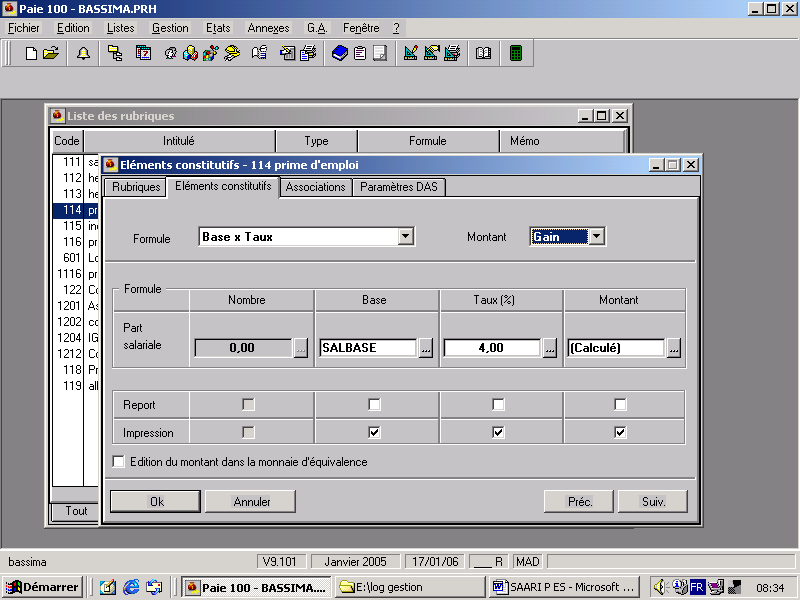 Paie 100 - BASSIMA.PRH
Fichier Edition Listes Gestion Etats Annexes G.A. Fenêtre ?
Liste des rubriques
Code Intitulé Type Formule Mémo
Eléments constitutifs - 114 prime d'emploi
Rubriques Eléments constitutifs Associations Paramètres DAS
111 sa
112 he
113 he
114 pr
115 in
116 pr
601 Lo
1116 pr
122 Co
1201 As
1202 co
1204 IG
1212 Co
118 Pr
119 al
Tout
Formule Base x Taux Montant Gain
Formule
Nombre Base Taux (%) Montant
Part
salariale 0,00 ... SALBASE ... 4,00 ... (Calculé) ...
Report
Impression
Edition du montant dans la monnaie d'équivalence
Ok Annuler Préc. Suiv.
bassima V9.101 Janvier 2005 17/01/06 ___ R MAD
Démarrer Paie 100 - BASSIMA.... E:\log gestion SAARI P ES - Microsoft ... FR 08:34